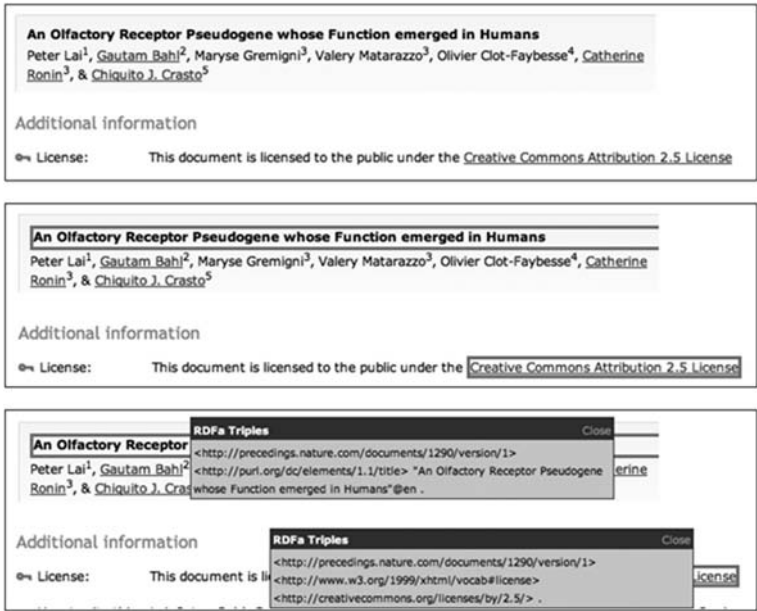 An Olfactory Receptor Pseudogene whose Function emerged in Humans
Peter Lai1, Gautam Bahl2, Maryse Gremigni3, Valery Matarazzo3, Olivier Clot-Faybesse4, Catherine
Ronin3, & Chiquito J. Crasto5
Additional information
License: This document is licensed to the public under the Creative Commons Attribution 2.5 License
An Olfactory Receptor Pseudogene whose Function emerged in Humans
Peter Lai1, Gautam Bahl2, Maryse Gremigni3, Valery Matarazzo3, Olivier Clot-Faybesse4, Catherine
Ronin3, & Chiquito J. Crasto5
Additional information
License: This document is licensed to the public under the Creative Commons Attribution 2.5 License
RDFa Triples Close
An Olfactory Receptor
<http://precedings.nature.com/documents/1290/version/1>
Peter Lai1, Gautam Bahl2
<http://purl.org/dc/elements/1.1/title> "An Olfactory Receptor Pseudogene
erine
Ronin3, & Chiquito J. Cras
whose Function emerged in Humans"@en .
Additional information
RDFa Triples Close
<http://precedings.nature.com/documents/1290/version/1>
License: This document is li
<http://www.w3.org/1999/xhtml/vocab#license>
License
<http://creativecommons.org/licenses/by/2.5/> .